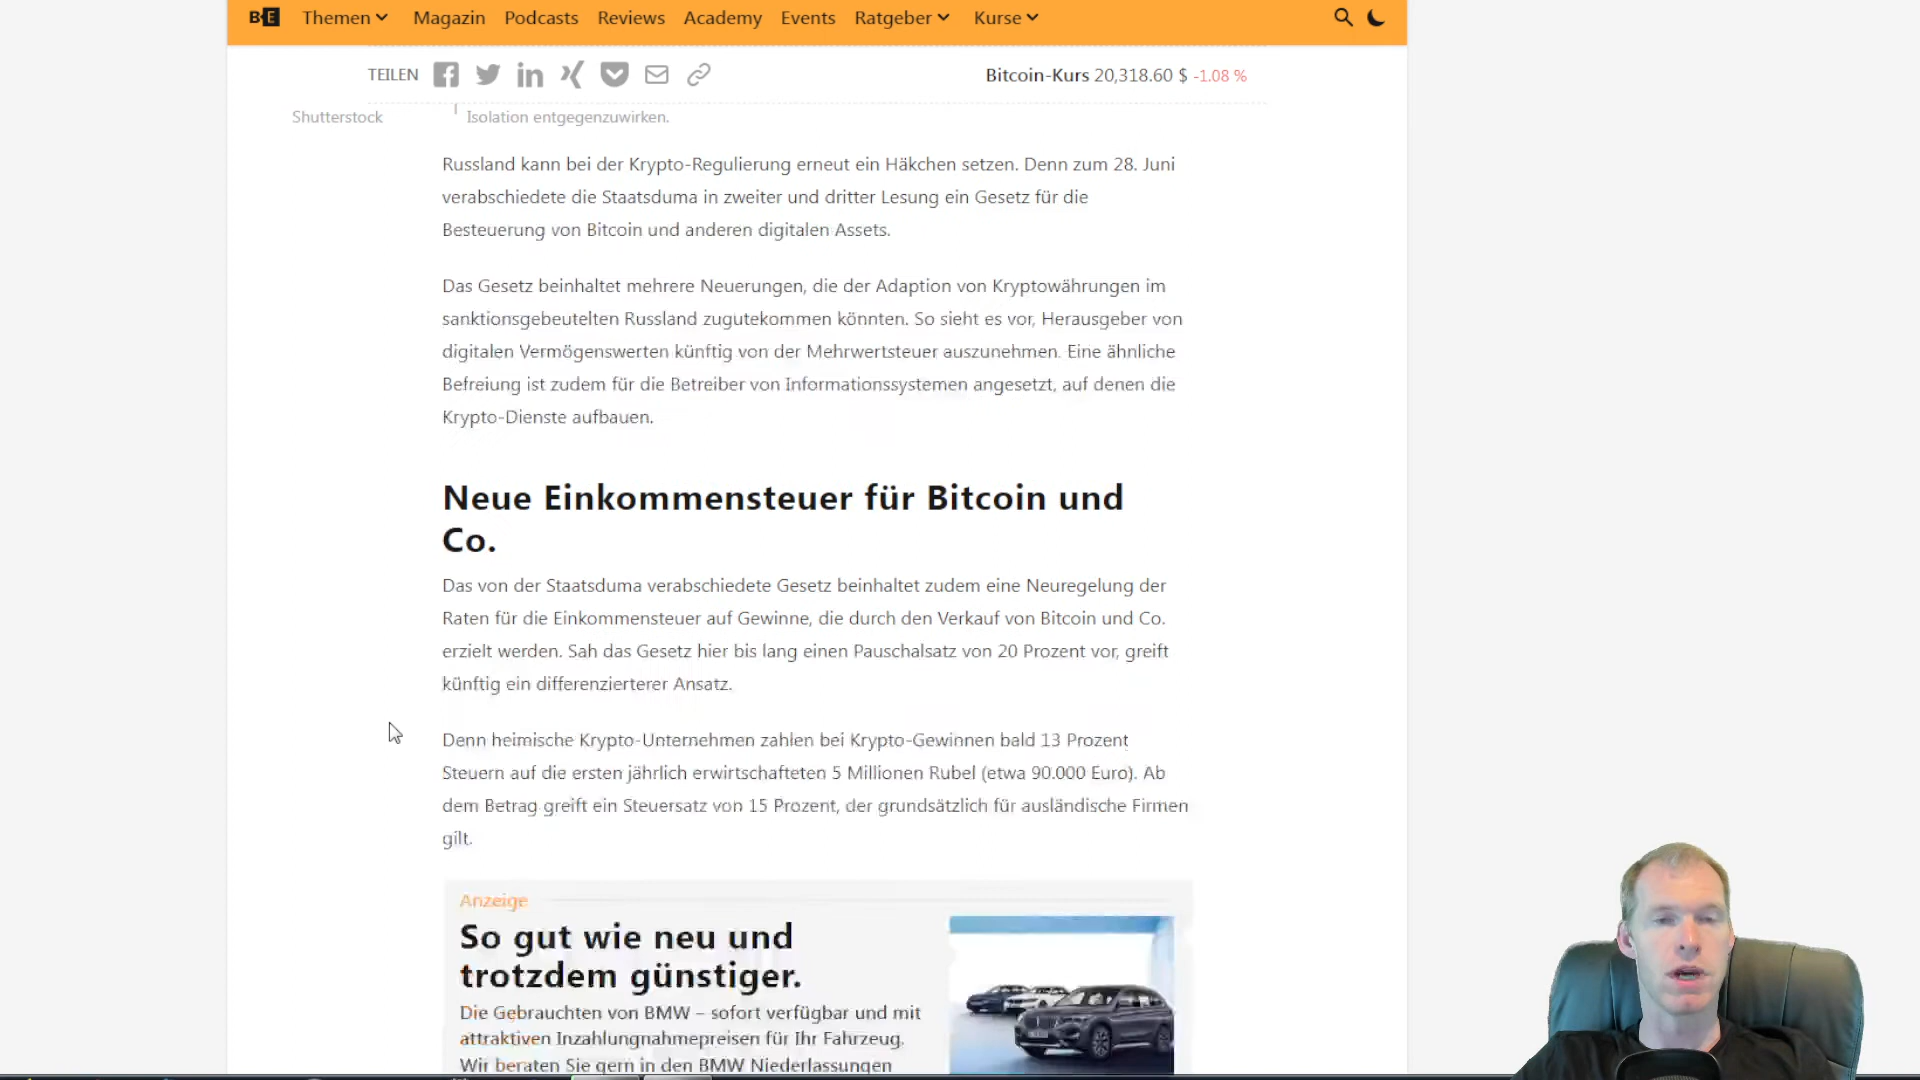 BE Themen Magazin Podcasts Reviews Academy Events Ratgeber Kurse
TEILEN Bitcoin-Kurs 20,318.60 $ -1.08 %
Shutterstock Isolation entgegenzuwirken.
Russland kann bei der Krypto-Regulierung erneut ein Häkchen setzen. Denn zum 28. Juni
verabschiedete die Staatsduma in zweiter und dritter Lesung ein Gesetz für die
Besteuerung von Bitcoin und anderen digitalen Assets.
Das Gesetz beinhaltet mehrere Neuerungen, die der Adaption von Kryptowährungen im
sanktionsgebeutelten Russland zugutekommen könnten. So sieht es vor, Herausgeber von
digitalen Vermögenswerten künftig von der Mehrwertsteuer auszunehmen. Eine ähnliche
Befreiung ist zudem für die Betreiber von Informationssystemen angesetzt, auf denen die
Krypto-Dienste aufbauen.
Neue Einkommensteuer für Bitcoin und
Co.
Das von der Staatsduma verabschiedete Gesetz beinhaltet zudem eine Neuregelung der
Raten für die Einkommensteuer auf Gewinne, die durch den Verkauf von Bitcoin und Co.
erzielt werden. Sah das Gesetz hier bis lang einen Pauschalsatz von 20 Prozent vor, greift
künftig ein differenzierterer Ansatz.
Denn heimische Krypto-Unternehmen zahlen bei Krypto-Gewinnen bald 13 Prozent
Steuern auf die ersten jährlich erwirtschafteten 5 Millionen Rubel (etwa 90.000 Euro). Ab
dem Betrag greift ein Steuersatz von 15 Prozent, der grundsätzlich für ausländische Firmen
gilt.
Anzeige
So gut wie neu und
trotzdem günstiger.
Die Gebrauchten von BMW – sofort verfügbar und mit
attraktiven Inzahlungnahmepreisen für Ihr Fahrzeug.
Wir beraten Sie gern in den BMW Niederlassungen